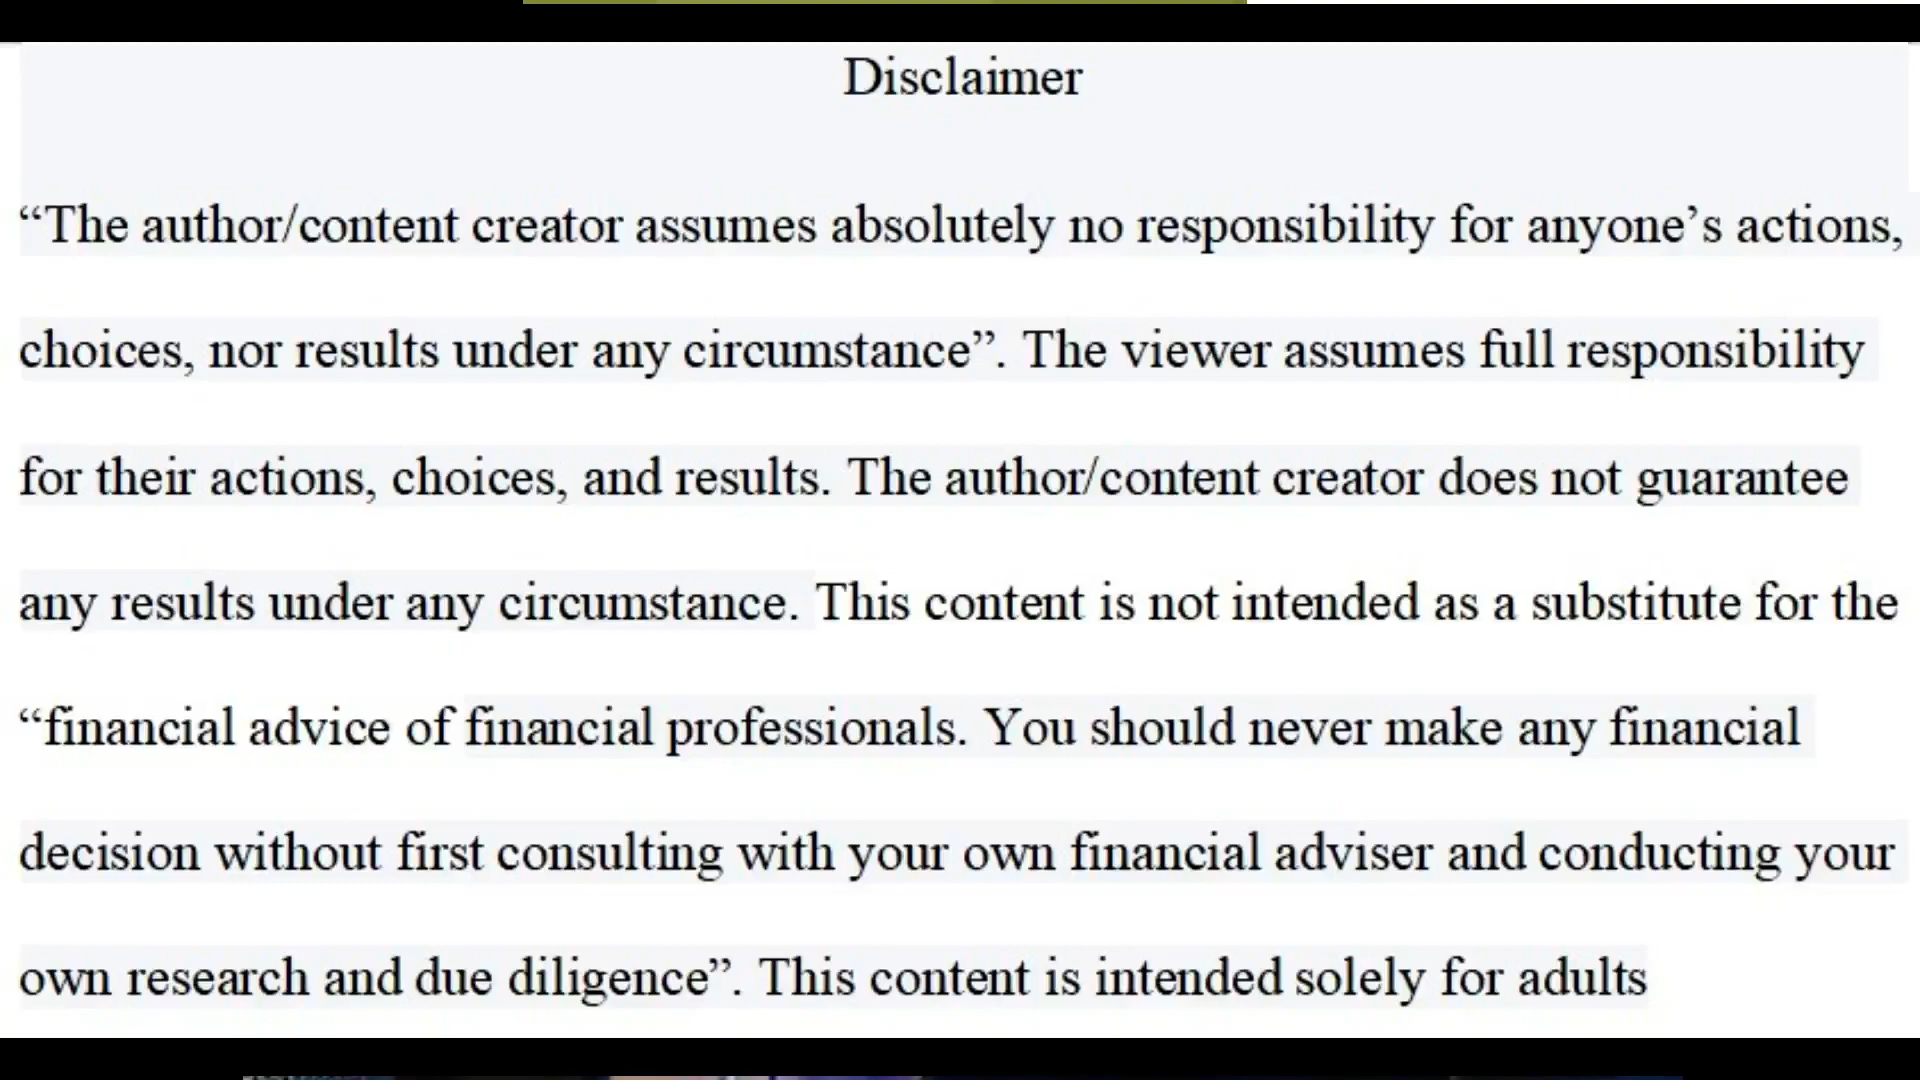 Disclaimer
“The author/content creator assumes absolutely no responsibility for anyone’s actions,
choices, nor results under any circumstance”. The viewer assumes full responsibility
for their actions, choices, and results. The author/content creator does not guarantee
any results under any circumstance. This content is not intended as a substitute for the
“financial advice of financial professionals. You should never make any financial
decision without first consulting with your own financial adviser and conducting your
own research and due diligence”. This content is intended solely for adults